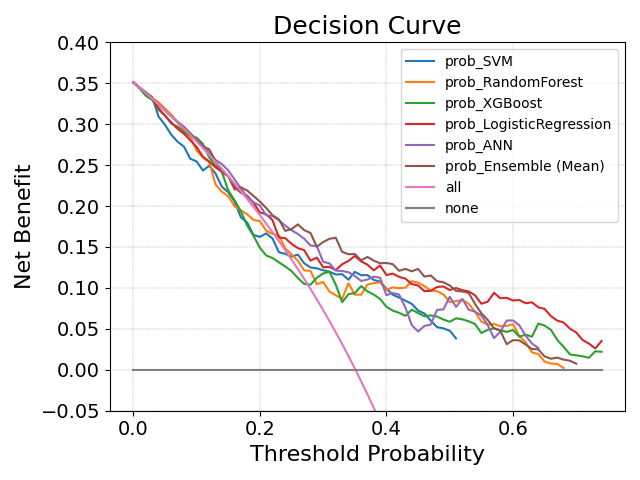 Decision Curve
Net Benefit
0.40
0.35
0.30
0.25
0.20
0.15
0.10
0.05
0.00
−0.05
prob_SVM
prob_RandomForest
prob_XGBoost
prob_LogisticRegression
prob_ANN
prob_Ensemble (Mean)
all
none
0.0 0.2 0.4 0.6
Threshold Probability